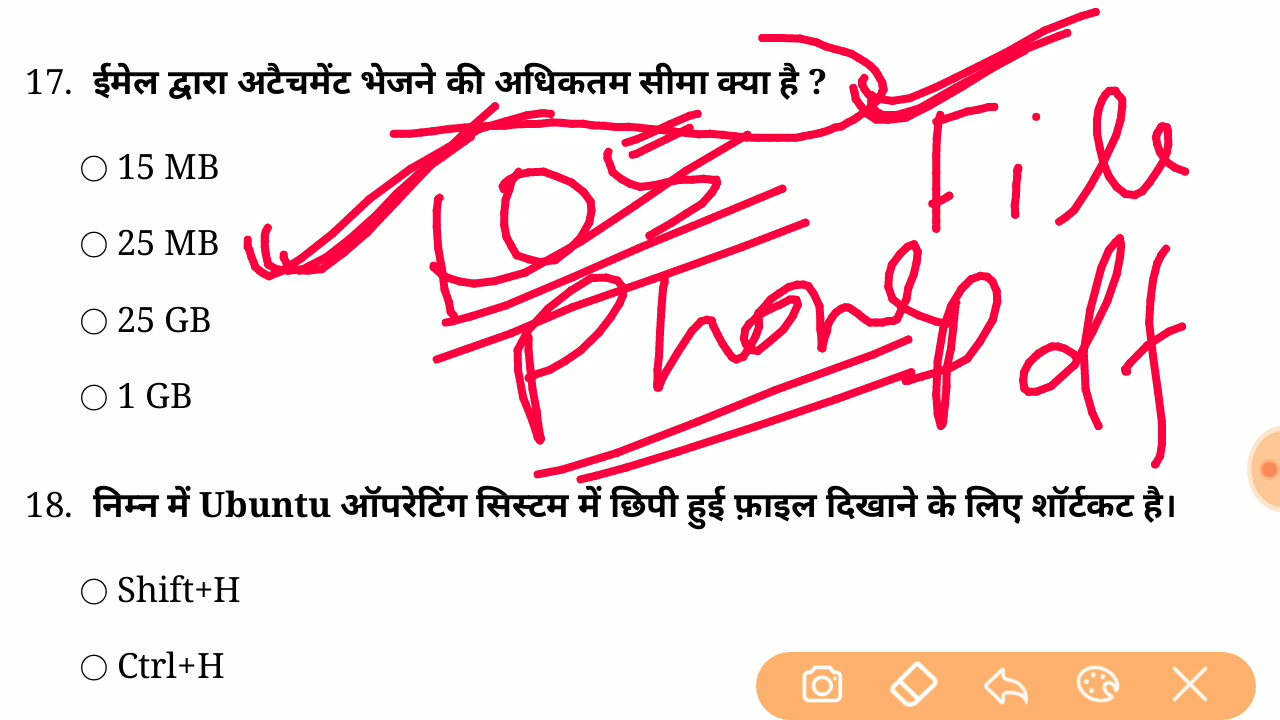 17. ईमेल द्वारा अटैचमेंट भेजने की अधिकतम सीमा क्या है ?
File
15 MB
25 MB
Phone Pdf
25 GB
1 GB
18. निम्न में Ubuntu ऑपरेटिंग सिस्टम में छिपी हुई फ़ाइल दिखाने के लिए शॉर्टकट है।
Shift+H
Ctrl+H